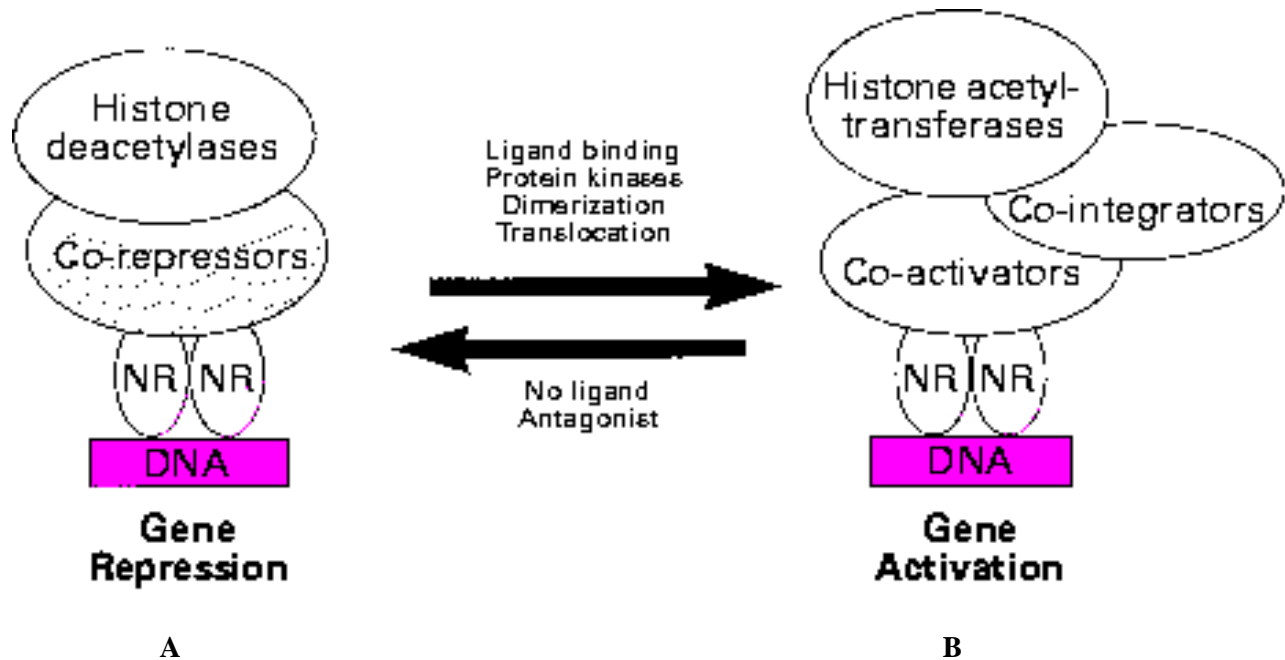 Histone
deacetylases
Co-repressors
NR NR
DNA
Gene
Repression
A
Ligand binding
Protein kinases
Dimerization
Translocation
No ligand
Antagonist
Histone acetyl-
transferases
Co-integrators
Co-activators
NR NR
DNA
Gene
Activation
B